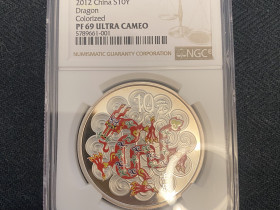 2012 China S10Y
Dragon
Colorized
PF 69 ULTRA CAMEO
5789661-001
NUMISMATIC GUARANTY CORPORATION
NGC
10